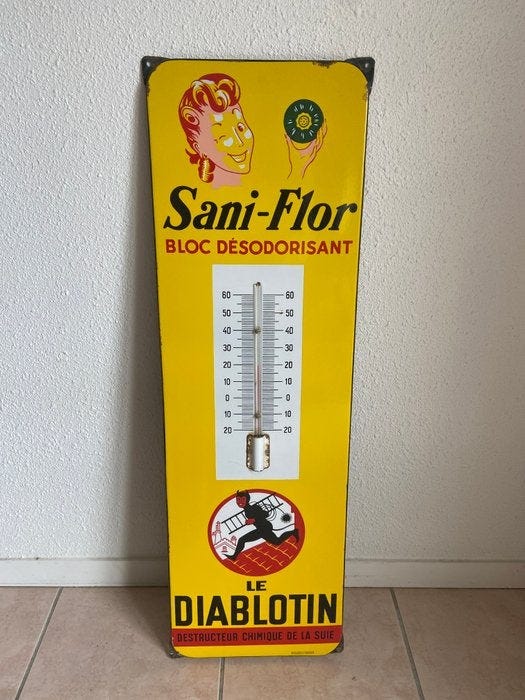 Sani-Flor
BLOC DÉSODORISANT
60 60
50 50
40 40
30 30
20 20
10 10
0 0
10 10
20 20
LE
DIABLOTIN
DESTRUCTEUR CHIMIQUE DE LA SUIE